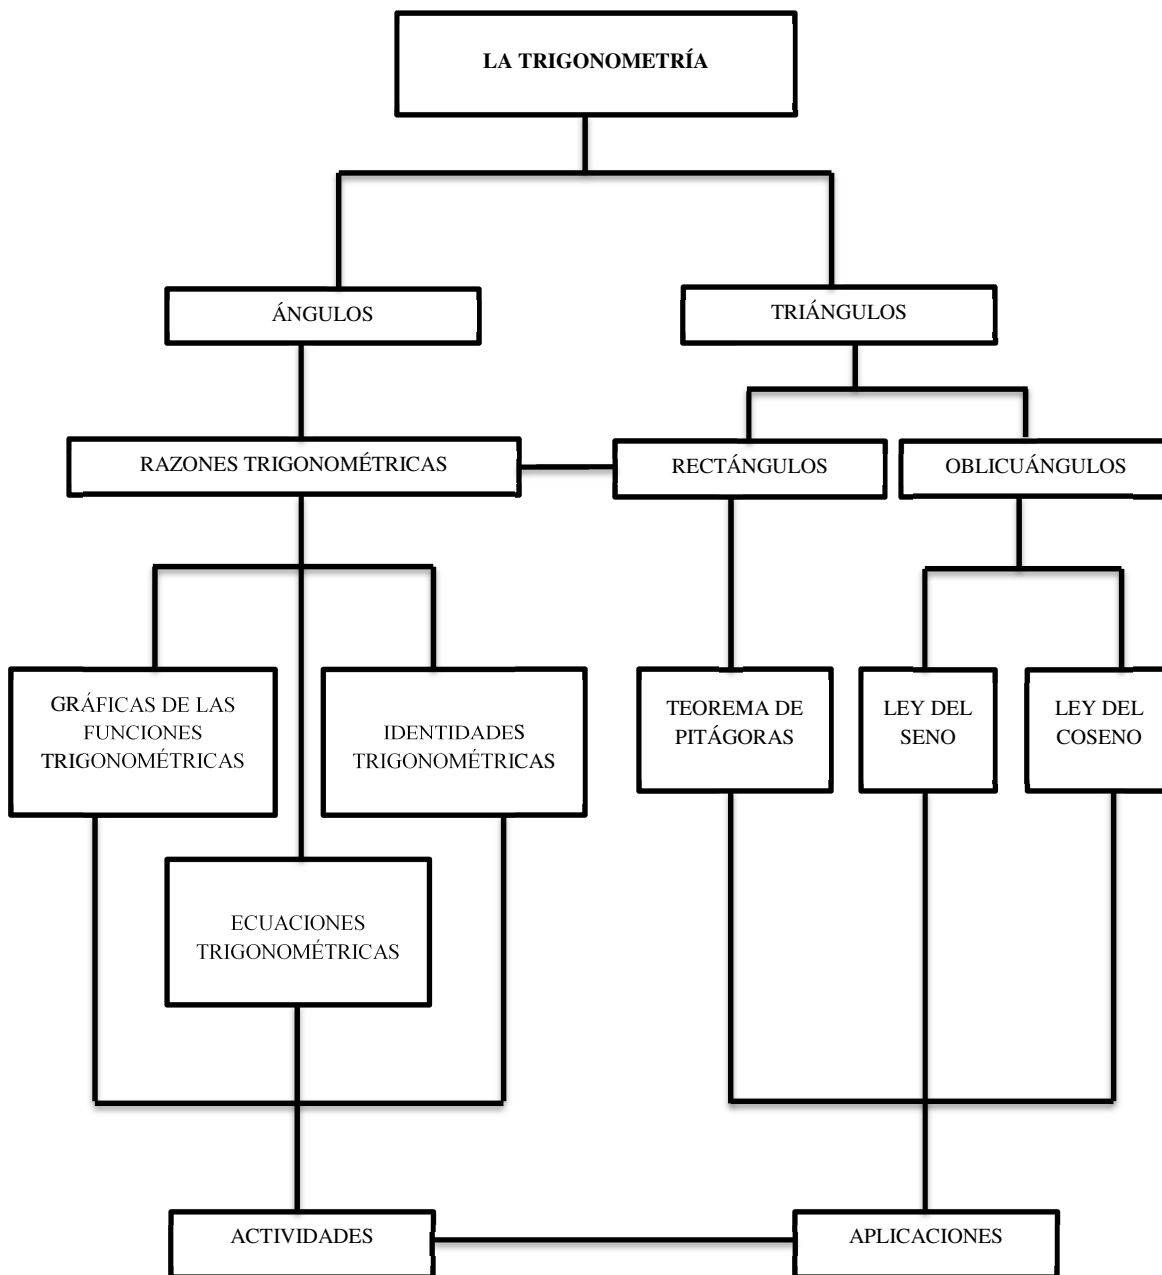 LA TRIGONOMETRÍA
ÁNGULOS
TRIÁNGULOS
RAZONES TRIGONOMÉTRICAS
RECTÁNGULOS
OBLICUÁNGULOS
GRÁFICAS DE LAS
FUNCIONES
TRIGONOMÉTRICAS
IDENTIDADES
TRIGONOMÉTRICAS
TEOREMA DE
PITÁGORAS
LEY DEL
SENO
LEY DEL
COSENO
ECUACIONES
TRIGONOMÉTRICAS
ACTIVIDADES
APLICACIONES